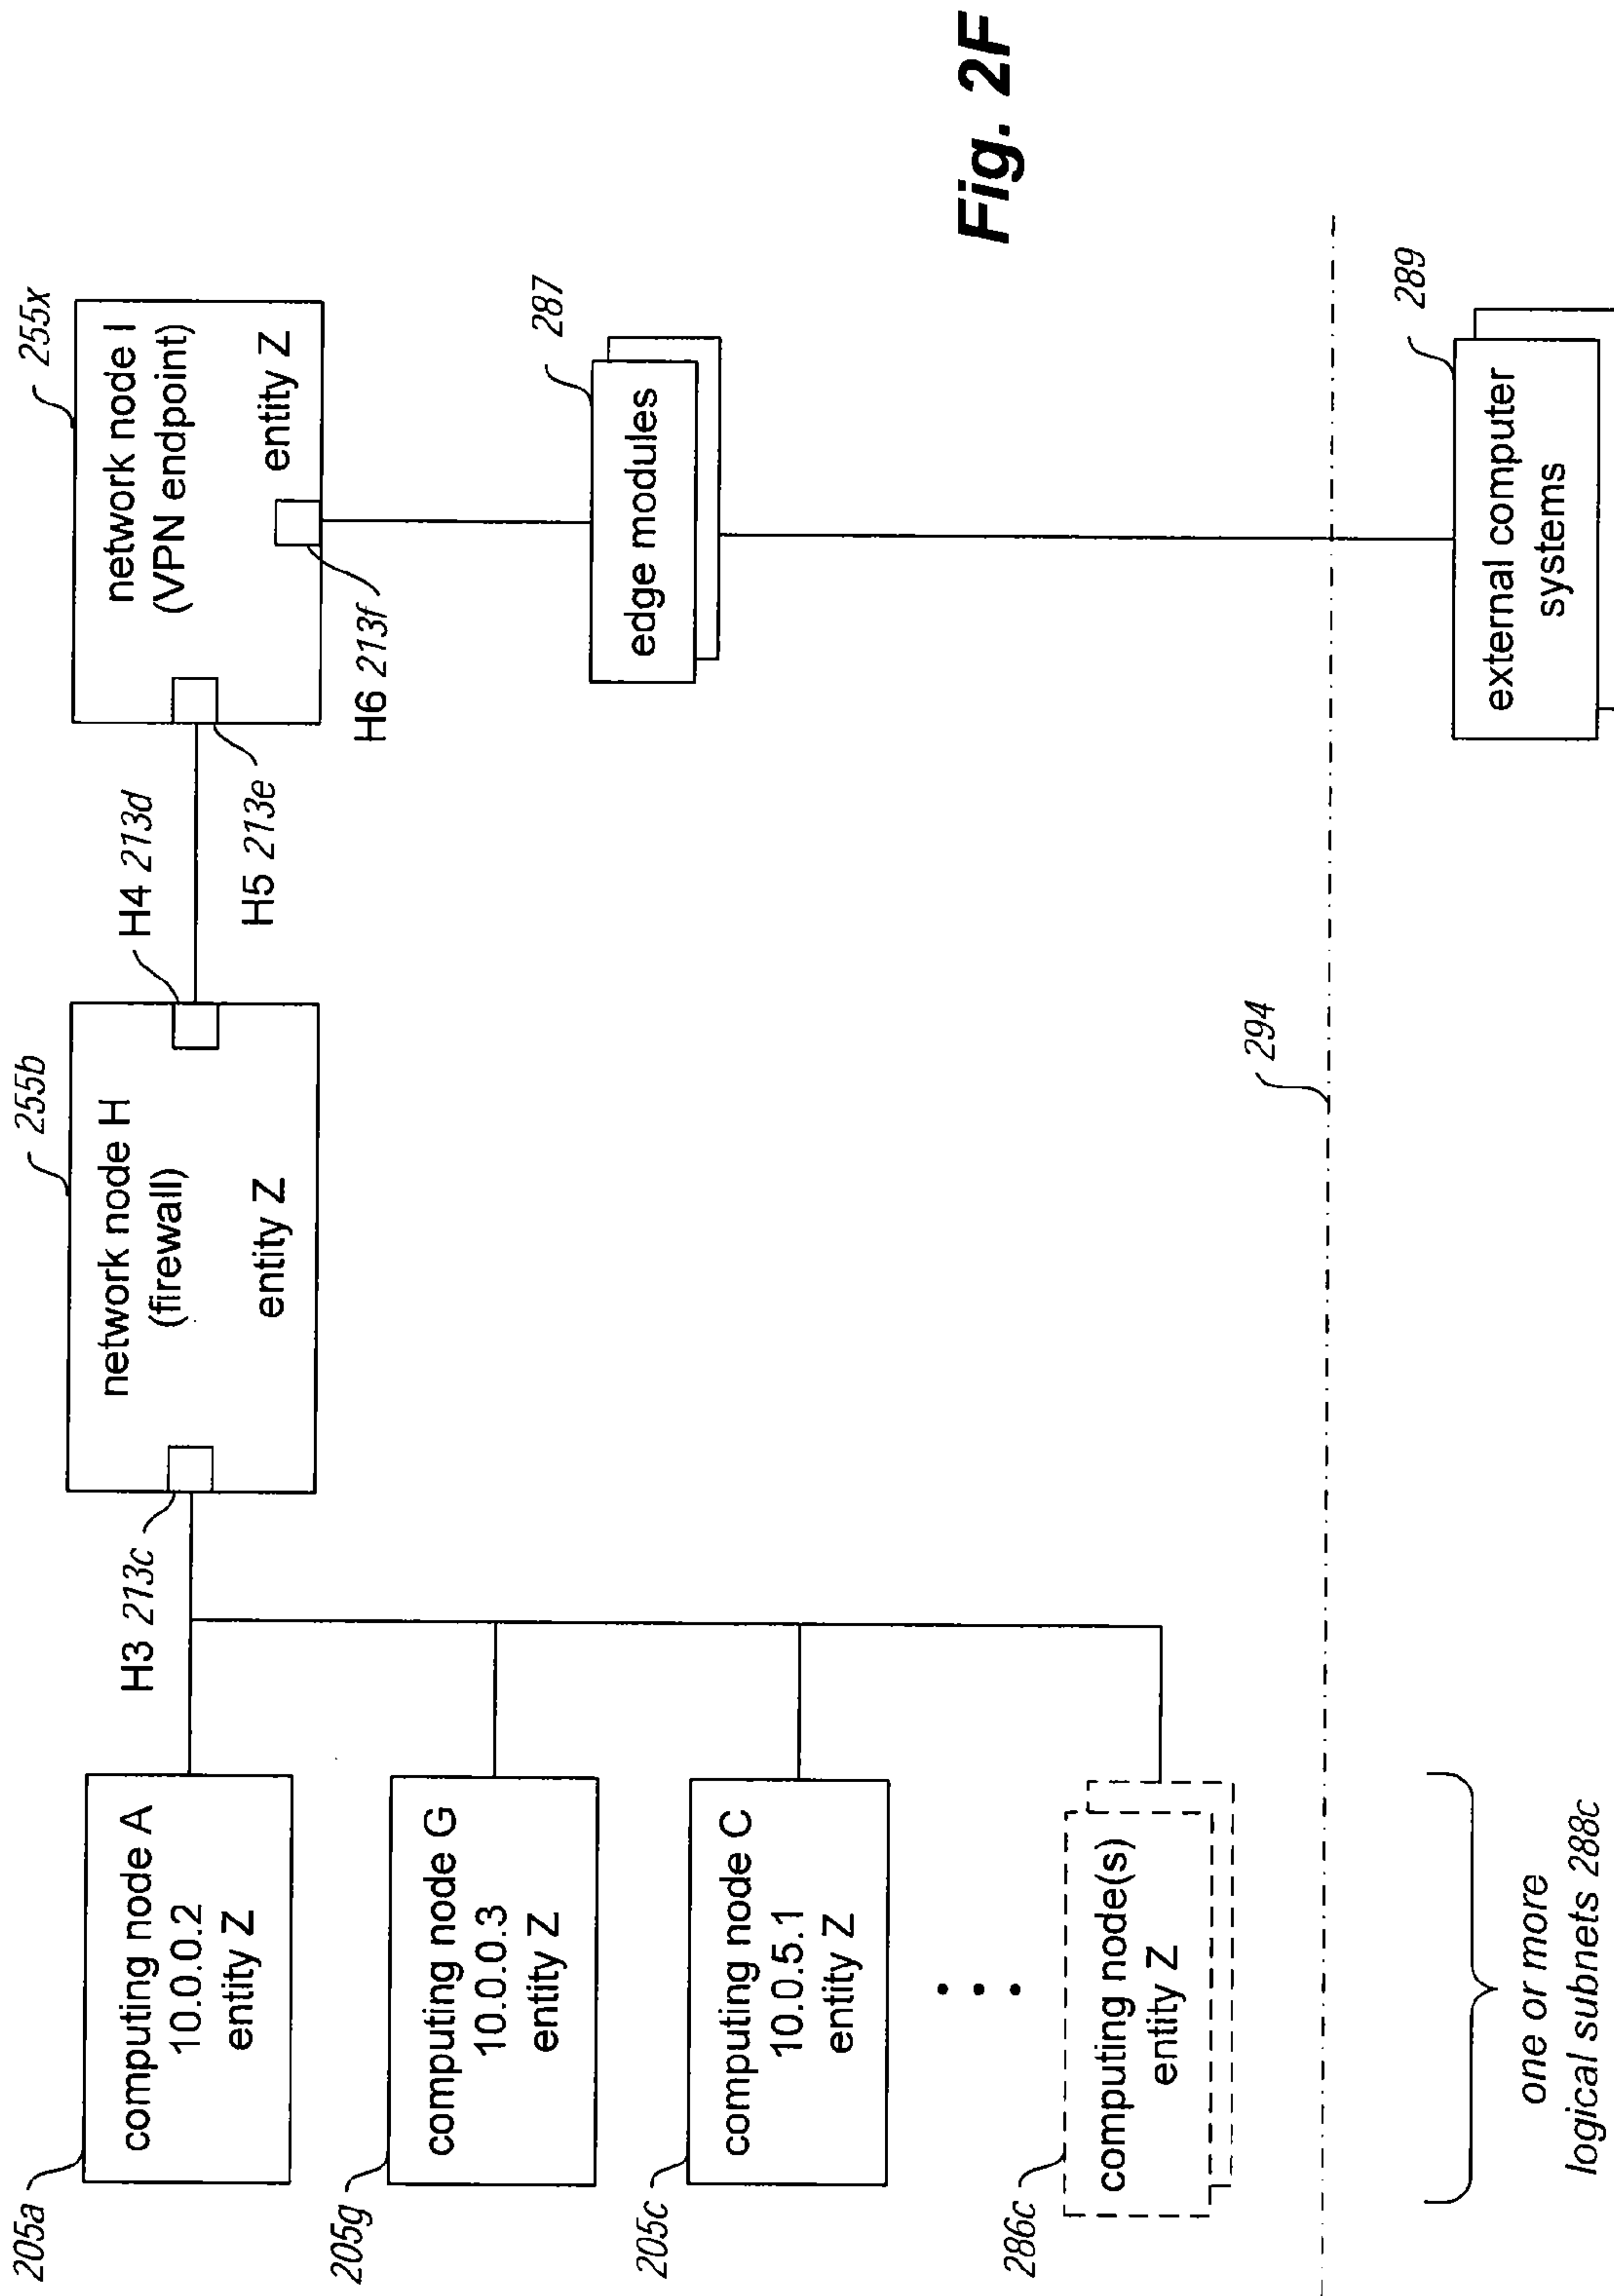 205a
computing node A
10.0.0.2
entity Z
H3 213c
255b
network node H
(firewall)
entity Z
H4 213d
H5 213e
255x
network node I
(VPN endpoint)
entity Z
H6 213f
205g
computing node G
10.0.0.3
entity Z
287
edge modules
205c
computing node C
10.0.5.1
entity Z
286c
computing node(s)
entity Z
294
289
external computer
systems
one or more
logical subnets 288c
Fig. 2F